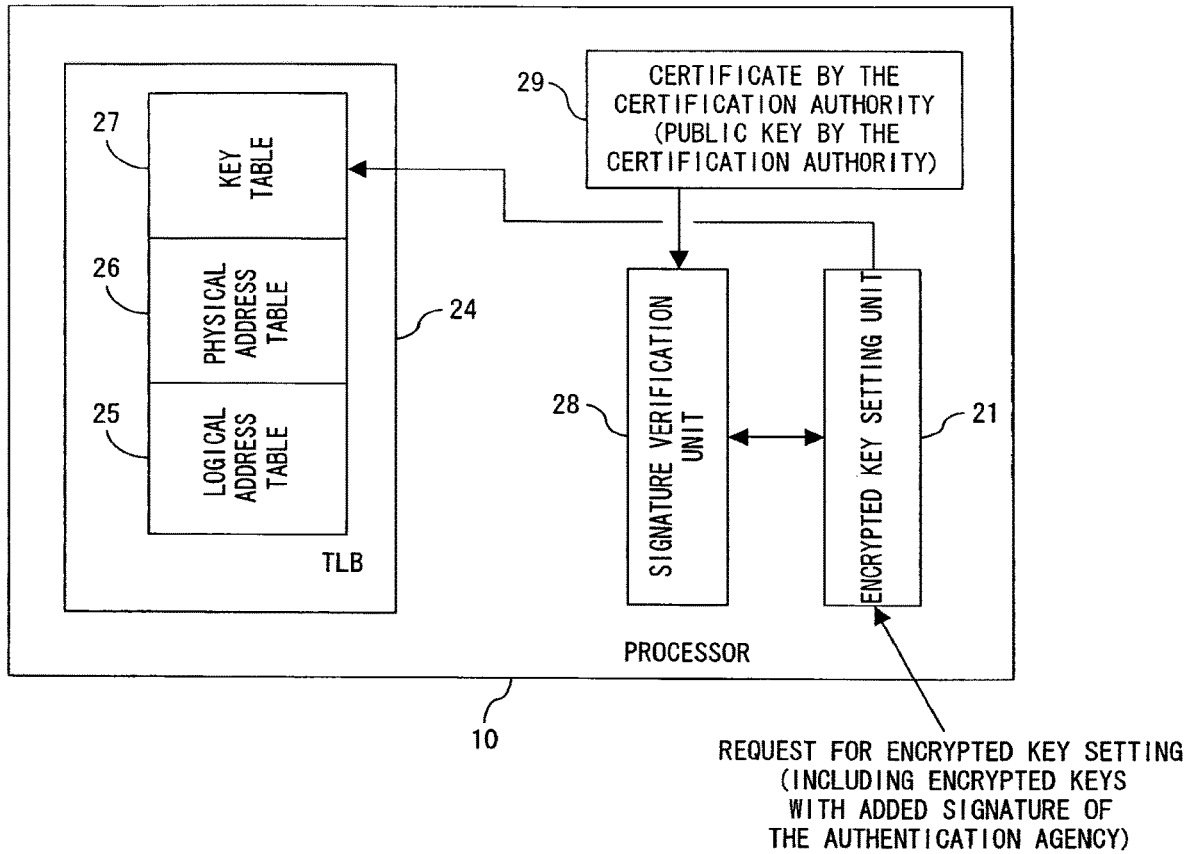 29
CERTIFICATE BY THE
CERTIFICATION AUTHORITY
(PUBLIC KEY BY THE
CERTIFICATION AUTHORITY)
27
KEY
TABLE
26
PHYSICAL
ADDRESS
TABLE
24
25
LOGICAL
ADDRESS
TABLE
TLB
28
SIGNATURE VERIFICATION
UNIT
ENCRYPTED KEY SETTING UNIT
21
PROCESSOR
10
REQUEST FOR ENCRYPTED KEY SETTING
(INCLUDING ENCRYPTED KEYS
WITH ADDED SIGNATURE OF
THE AUTHENTICATION AGENCY)